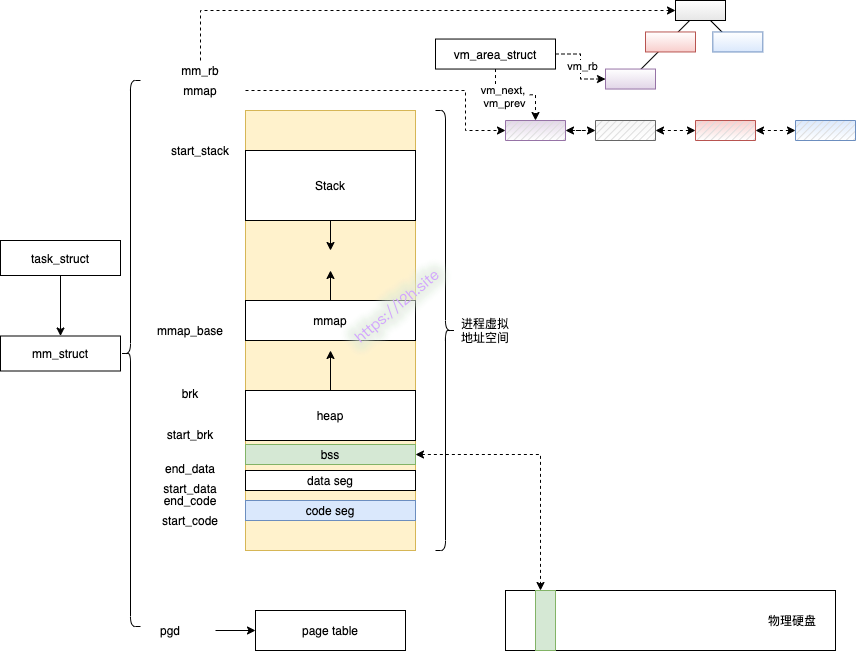 mm_rb
mmap
vm_area_struct
vm_rb
vm_next,
vm_prev
start_stack
Stack
task_struct
mm_struct
mmap_base
mmap
https://i2h.site
进程虚拟
地址空间
brk
heap
start_brk
bss
end_data
data seg
start_data
end_code
code seg
start_code
pgd
page table
物理硬盘